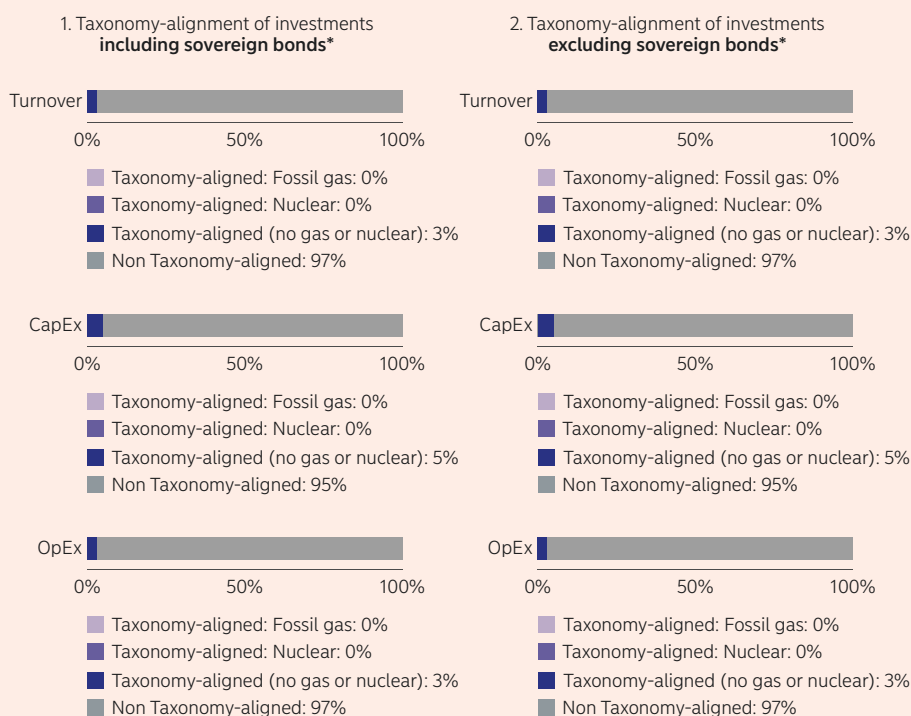 1. Taxonomy-alignment of investments
including sovereign bonds*
Turnover
0% 50% 100%
Taxonomy-aligned: Fossil gas: 0%
Taxonomy-aligned: Nuclear: 0%
Taxonomy-aligned (no gas or nuclear): 3%
Non Taxonomy-aligned: 97%
CapEx
0% 50% 100%
Taxonomy-aligned: Fossil gas: 0%
Taxonomy-aligned: Nuclear: 0%
Taxonomy-aligned (no gas or nuclear): 5%
Non Taxonomy-aligned: 95%
OpEx
0% 50% 100%
Taxonomy-aligned: Fossil gas: 0%
Taxonomy-aligned: Nuclear: 0%
Taxonomy-aligned (no gas or nuclear): 3%
Non Taxonomy-aligned: 97%
2. Taxonomy-alignment of investments
excluding sovereign bonds*
Turnover
0% 50% 100%
Taxonomy-aligned: Fossil gas: 0%
Taxonomy-aligned: Nuclear: 0%
Taxonomy-aligned (no gas or nuclear): 3%
Non Taxonomy-aligned: 97%
CapEx
0% 50% 100%
Taxonomy-aligned: Fossil gas: 0%
Taxonomy-aligned: Nuclear: 0%
Taxonomy-aligned (no gas or nuclear): 5%
Non Taxonomy-aligned: 95%
OpEx
0% 50% 100%
Taxonomy-aligned: Fossil gas: 0%
Taxonomy-aligned: Nuclear: 0%
Taxonomy-aligned (no gas or nuclear): 3%
Non Taxonomy-aligned: 97%